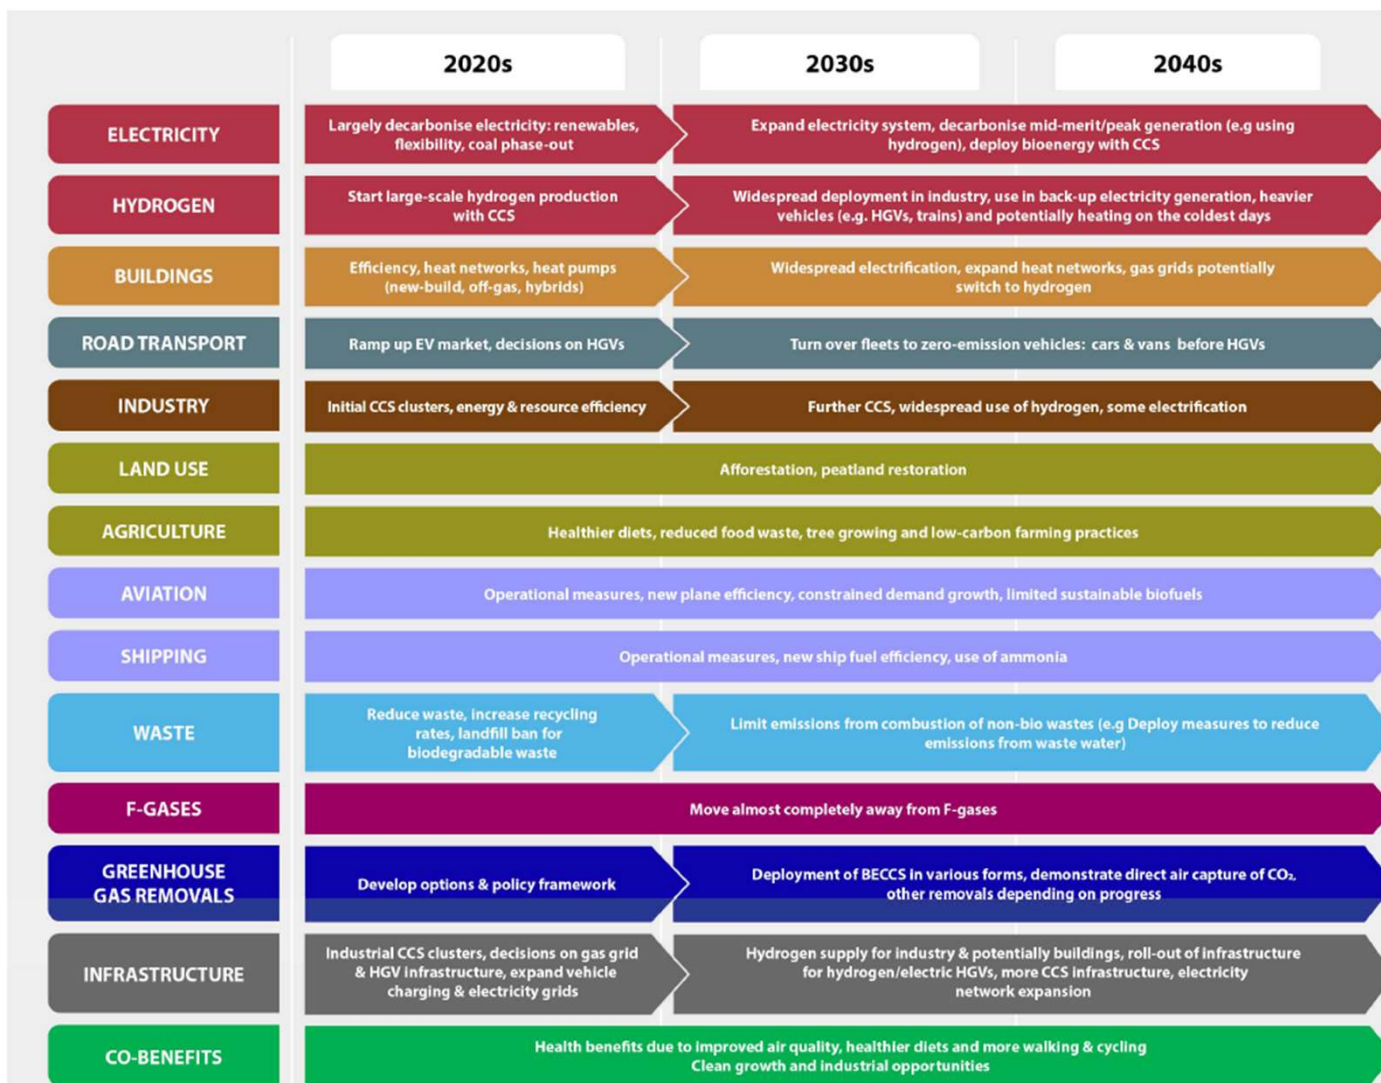 2020s
2030s
2040s
ELECTRICITY
Largely decarbonise electricity: renewables,
flexibility, coal phase-out
Expand electricity system, decarbonise mid-merit/peak generation (e.g using
hydrogen), deploy bioenergy with CCS
HYDROGEN
Start large-scale hydrogen production
with CCS
Widespread deployment in industry, use in back-up electricity generation, heavier
vehicles (e.g. HGVs, trains) and potentially heating on the coldest days
BUILDINGS
Efficiency, heat networks, heat pumps
(new-build, off-gas, hybrids)
Widespread electrification, expand heat networks, gas grids potentially
switch to hydrogen
ROAD TRANSPORT
Ramp up EV market, decisions on HGVs
Turn over fleets to zero-emission vehicles: cars & vans before HGVs
INDUSTRY
Initial CCS clusters, energy & resource efficiency
Further CCS, widespread use of hydrogen, some electrification
LAND USE
Afforestation, peatland restoration
AGRICULTURE
Healthier diets, reduced food waste, tree growing and low-carbon farming practices
AVIATION
Operational measures, new plane efficiency, constrained demand growth, limited sustainable biofuels
SHIPPING
Operational measures, new ship fuel efficiency, use of ammonia
WASTE
Reduce waste, increase recycling
rates, landfill ban for
biodegradable waste
Limit emissions from combustion of non-bio wastes (e.g Deploy measures to reduce
emissions from waste water)
F-GASES
Move almost completely away from F-gases
GREENHOUSE
GAS REMOVALS
Develop options & policy framework
Deployment of BECCS in various forms, demonstrate direct air capture of CO₂,
other removals depending on progress
INFRASTRUCTURE
Industrial CCS clusters, decisions on gas grid
& HGV infrastructure, expand vehicle
charging & electricity grids
Hydrogen supply for industry & potentially buildings, roll-out of infrastructure
for hydrogen/electric HGVs, more CCS infrastructure, electricity
network expansion
CO-BENEFITS
Health benefits due to improved air quality, healthier diets and more walking & cycling
Clean growth and industrial opportunities